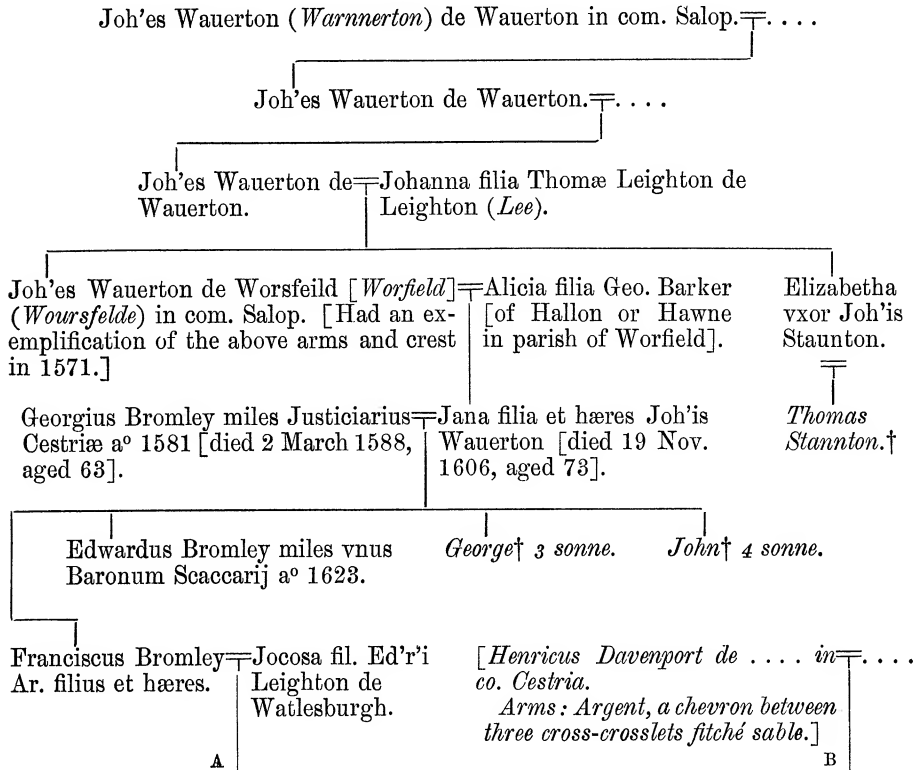 Joh'es Wauerton (Warnnerton) de Wauerton in com. Salop.=. . . .
Joh'es Wauerton de Wauerton.=. . . .
Joh'es Wauerton de=Johanna filia Thomæ Leighton de
Wauerton. Leighton (Lee).
Joh'es Wauerton de Worsfeild [Worfield]=Alicia filia Geo. Barker
(Woursfelde) in com. Salop. [Had an ex-
emplification of the above arms and crest
in 1571.]
[of Hallon or Hawne
in parish of Worfield].
Elizabetha
vxor Joh'is
Staunton.
Georgius Bromley miles Justiciarius=Jana filia et hæres Joh'is
Cestriæ aº 1581 [died 2 March 1588,
aged 63].
Wauerton [died 19 Nov.
1606, aged 73].
Thomas
Stannton.†
Edwardus Bromley miles vnus
Baronum Scaccarij aº 1623.
George† 3 sonne.
John† 4 sonne.
Franciscus Bromley=Jocosa fil. Ed'r'i
Ar. filius et hæres.
Leighton de
Watlesburgh.
[Henricus Davenport de . . . . in=. . . .
co. Cestria.
Arms: Argent, a chevron between
three cross-crosslets fitché sable.]
A
B